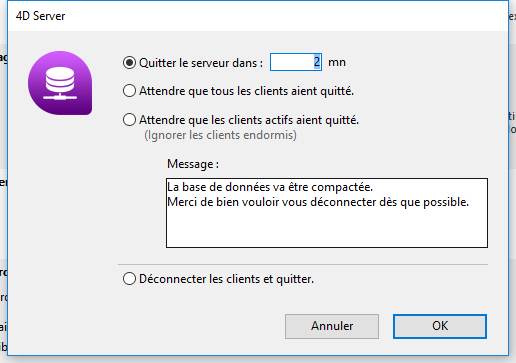 4D Server
Quitter le serveur dans : 2 mn
Attendre que tous les clients aient quitté.
Attendre que les clients actifs aient quitté.
(Ignorer les clients endormis)
Message :
La base de données va être compactée.
Merci de bien vouloir vous déconnecter dès que possible.
Déconnecter les clients et quitter.
Annuler OK